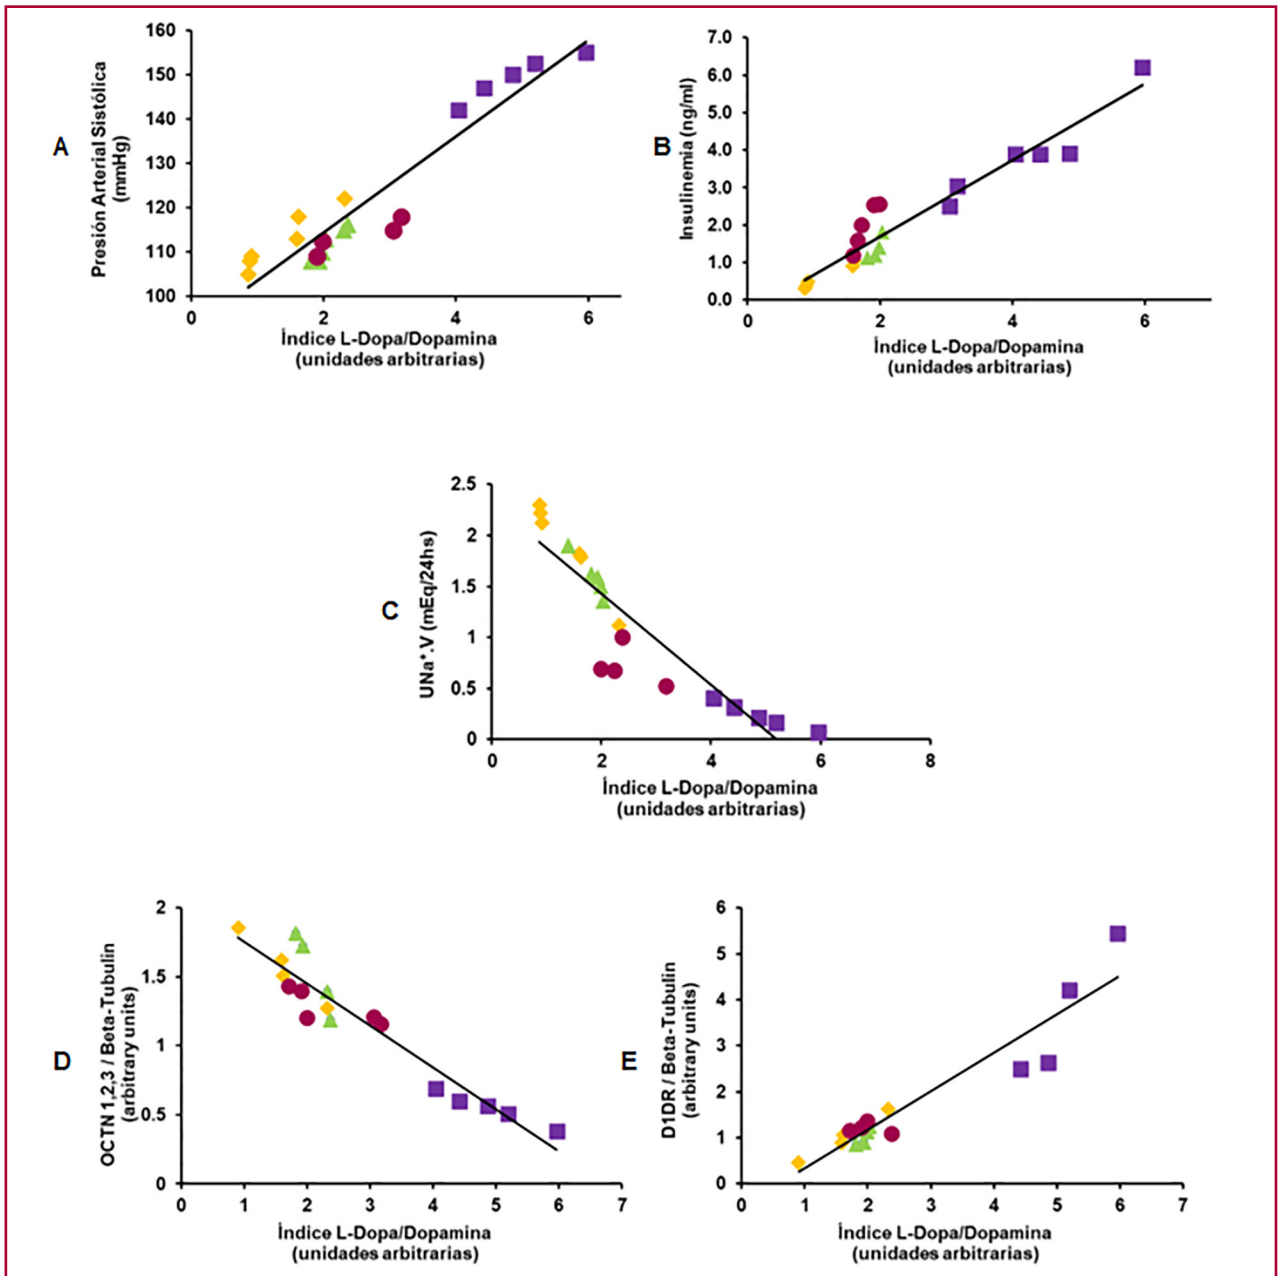 A
Presión Arterial Sistólica
(mmHg)
160
150
140
130
120
110
100
0
2
4
6
Índice L-Dopa/Dopamina
(unidades arbitrarias)
B
Insulinemia (ng/ml)
7.0
6.0
5.0
4.0
3.0
2.0
1.0
0.0
0
2
4
6
Índice L-Dopa/Dopamina
(unidades arbitrarias)
C
UNa⁺.V (mEq/24hs)
2.5
2
1.5
1
0.5
0
0
2
4
6
8
Índice L-Dopa/Dopamina
(unidades arbitrarias)
D
OCTN 1,2,3 / Beta-Tubulin
(arbitrary units)
2
1.5
1
0.5
0
0
1
2
3
4
5
6
7
Índice L-Dopa/Dopamina
(unidades arbitrarias)
E
D1DR / Beta-Tubulin
(arbitrary units)
6
5
4
3
2
1
0
0
1
2
3
4
5
6
7
Índice L-Dopa/Dopamina
(unidades arbitrarias)